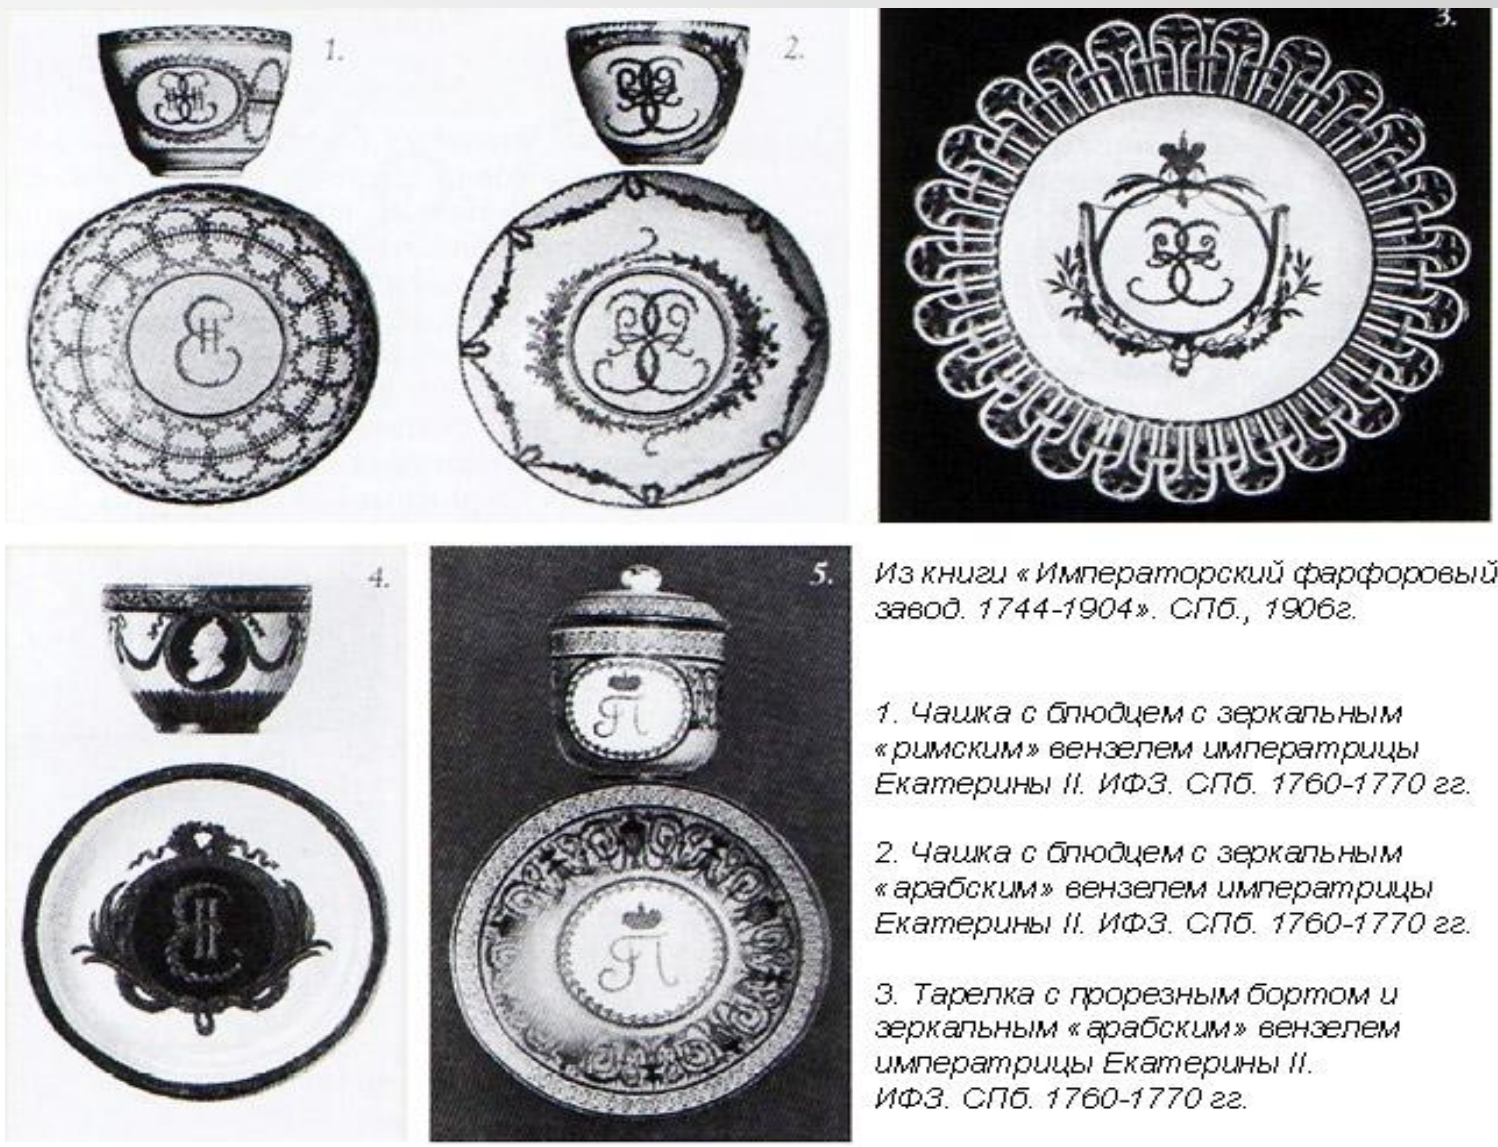 1.
2.
3.
4.
5.
Из книги «Императорский фарфоровый
завод. 1744-1904». СПб., 1906г.
1. Чашка с блюдцем с зеркальным
«римским» вензелем императрицы
Екатерины II. ИФЗ. СПб. 1760-1770 гг.
2. Чашка с блюдцем с зеркальным
«арабским» вензелем императрицы
Екатерины II. ИФЗ. СПб. 1760-1770 гг.
3. Тарелка с прорезным бортом и
зеркальным «арабским» вензелем
императрицы Екатерины II.
ИФЗ. СПб. 1760-1770 гг.